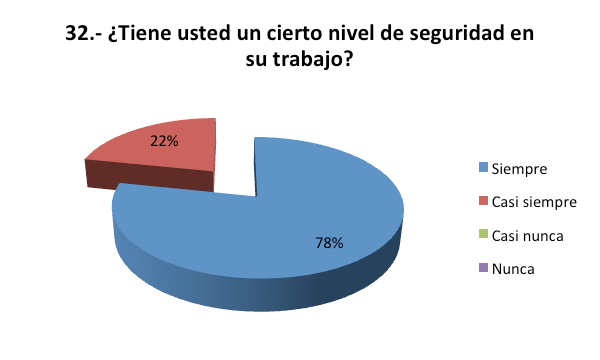 32.- ¿Tiene usted un cierto nivel de seguridad en
su trabajo?
22%
78%
Siempre
Casi siempre
Casi nunca
Nunca